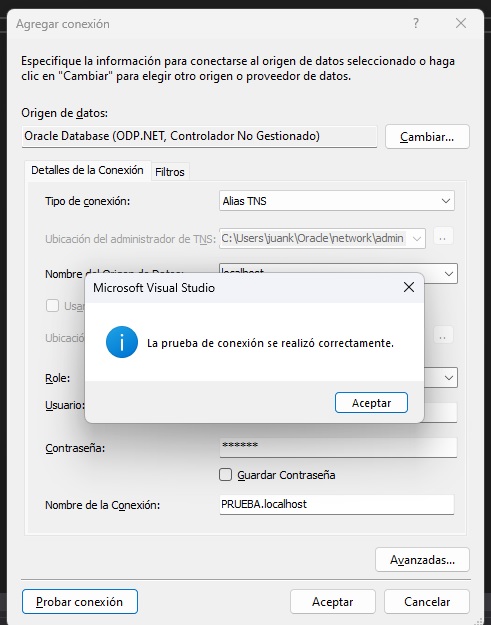 Agregar conexión
Especifique la información para conectarse al origen de datos seleccionado o haga
clic en "Cambiar" para elegir otro origen o proveedor de datos.
Origen de datos:
Oracle Database (ODP.NET, Controlador No Gestionado)
Cambiar...
Detalles de la Conexión
Filtros
Tipo de conexión:
Alias TNS
Ubicación del administrador de TNS:
C:\Users\juank\Oracle\network\admin
..
Nombre del Origen de Datos:
localhost
Microsoft Visual Studio
La prueba de conexión se realizó correctamente.
Aceptar
Ubicació
..
Role:
Usuario:
Contraseña:
******
Guardar Contraseña
Nombre de la Conexión:
PRUEBA.localhost
Avanzadas...
Probar conexión
Aceptar
Cancelar